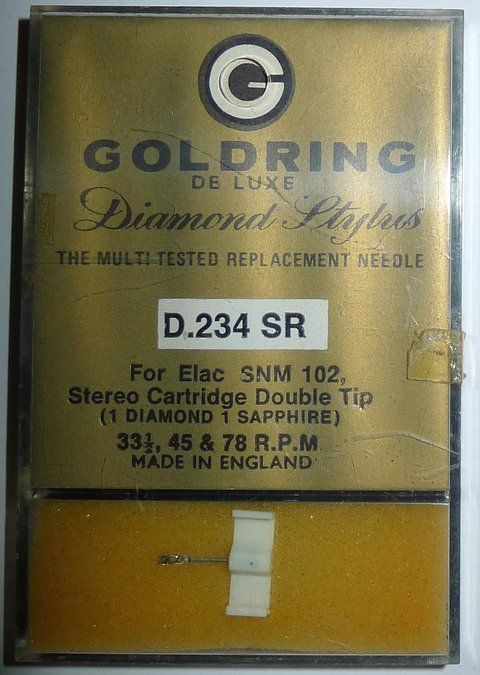 GOLDRING
DE LUXE
Diamond Stylus
THE MULTI TESTED REPLACEMENT NEEDLE
D.234 SR
For Elac SNM 102,
Stereo Cartridge Double Tip
(1 DIAMOND 1 SAPPHIRE)
33½, 45 & 78 R.P.M
MADE IN ENGLAND